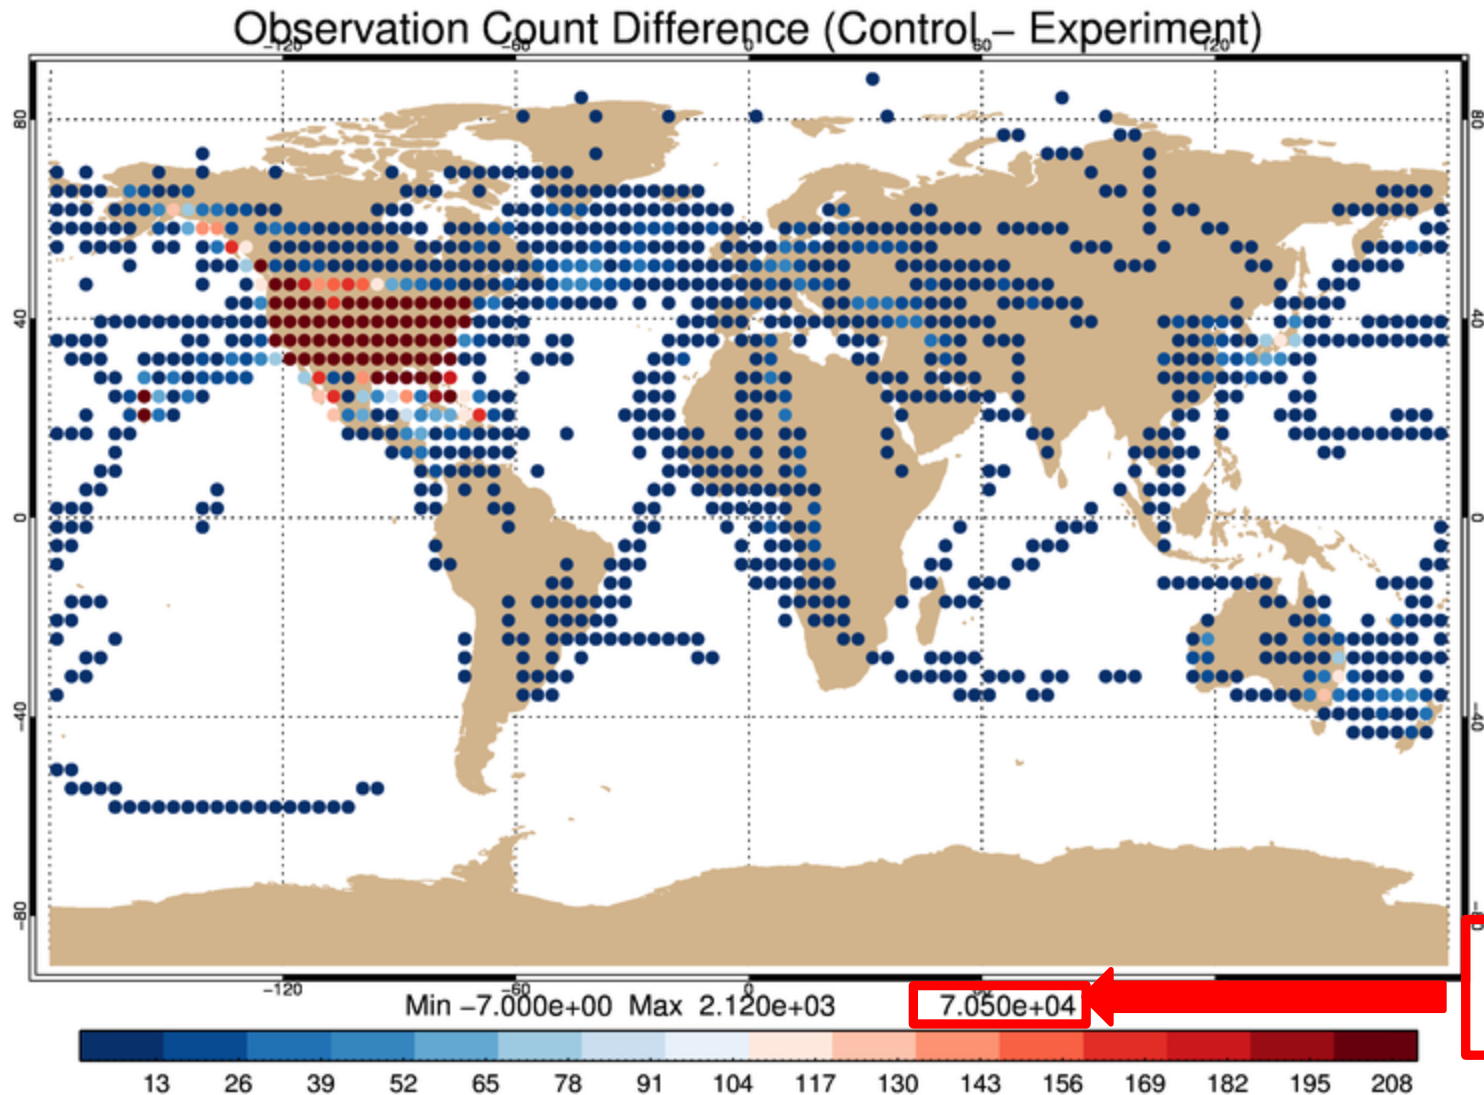 Observation Count Difference (Control – Experiment)
−120 −60 0 60 120
80 80
40 40
0 0
−40 −40
−80
−120 −60 0
Min −7.000e+00 Max 2.120e+03 7.050e+04
13 26 39 52 65 78 91 104 117 130 143 156 169 182 195 208